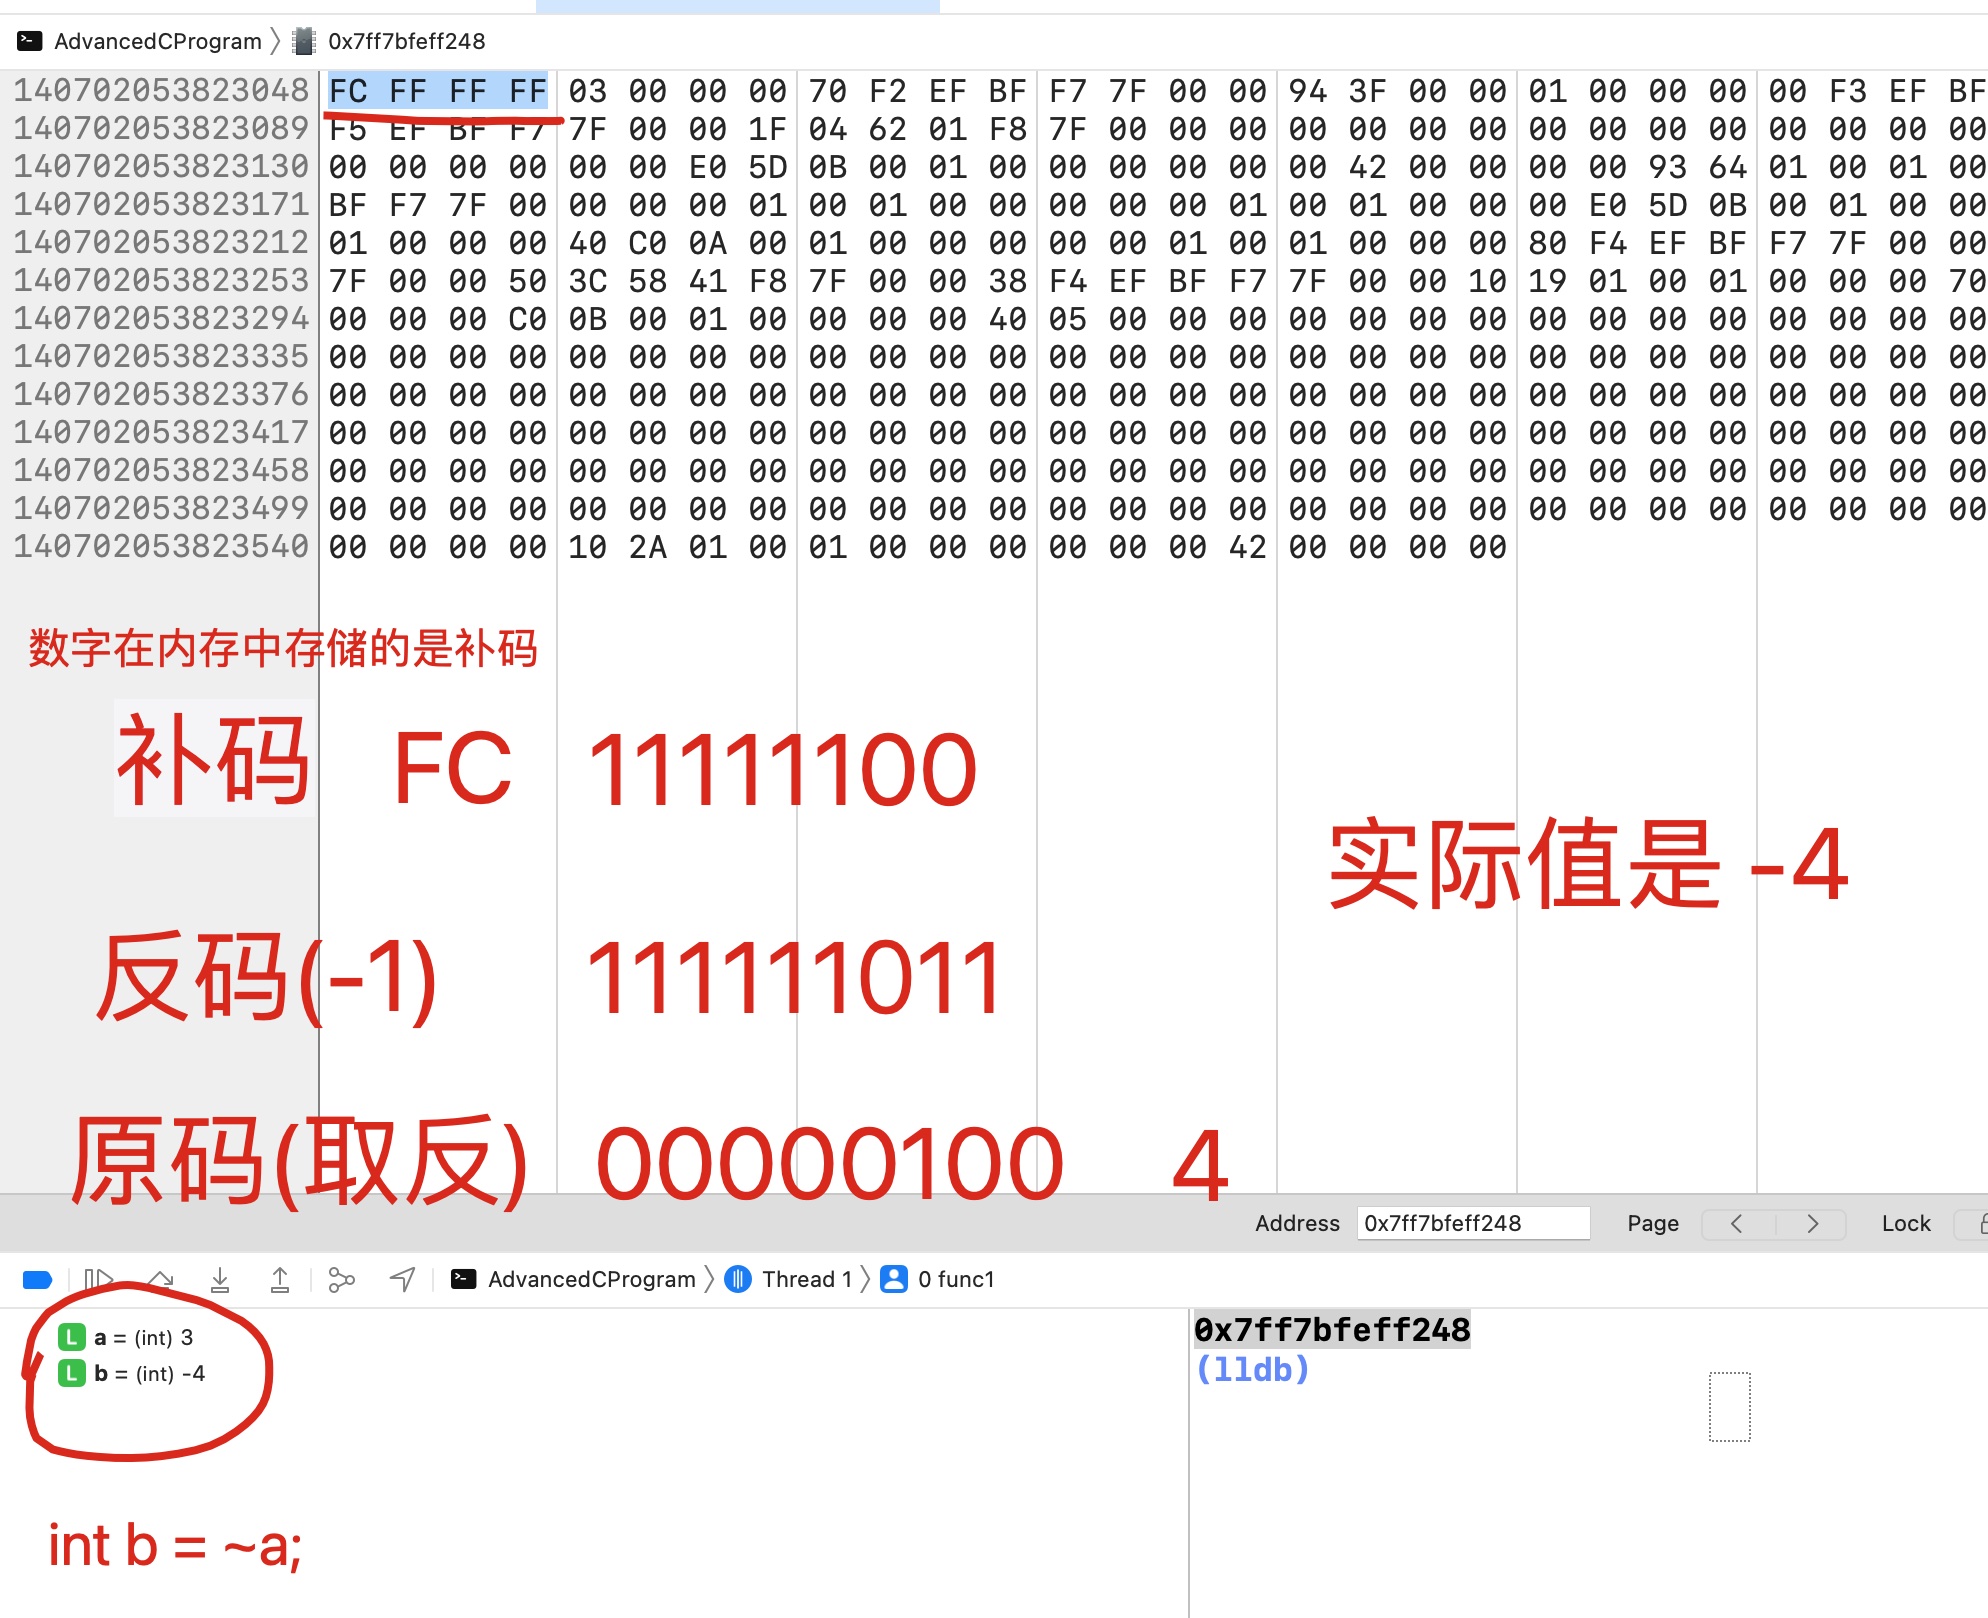 AdvancedCProgram 0x7ff7bfeff248
140702053823048 FC FF FF FF 03 00 00 00 70 F2 EF BF F7 7F 00 00 94 3F 00 00 01 00 00 00 00 F3 EF BF
140702053823089 F5 EF BF F7 7F 00 00 1F 04 62 01 F8 7F 00 00 00 00 00 00 00 00 00 00 00 00 00 00 00
140702053823130 00 00 00 00 00 00 E0 5D 0B 00 01 00 00 00 00 00 00 42 00 00 00 00 93 64 01 00 01 00
140702053823171 BF F7 7F 00 00 00 00 01 00 01 00 00 00 00 00 01 00 01 00 00 00 E0 5D 0B 00 01 00 00
140702053823212 01 00 00 00 40 C0 0A 00 01 00 00 00 00 00 01 00 01 00 00 00 80 F4 EF BF F7 7F 00 00
140702053823253 7F 00 00 50 3C 58 41 F8 7F 00 00 38 F4 EF BF F7 7F 00 00 10 19 01 00 01 00 00 00 70
140702053823294 00 00 00 C0 0B 00 01 00 00 00 00 40 05 00 00 00 00 00 00 00 00 00 00 00 00 00 00 00
140702053823335 00 00 00 00 00 00 00 00 00 00 00 00 00 00 00 00 00 00 00 00 00 00 00 00 00 00 00 00
140702053823376 00 00 00 00 00 00 00 00 00 00 00 00 00 00 00 00 00 00 00 00 00 00 00 00 00 00 00 00
140702053823417 00 00 00 00 00 00 00 00 00 00 00 00 00 00 00 00 00 00 00 00 00 00 00 00 00 00 00 00
140702053823458 00 00 00 00 00 00 00 00 00 00 00 00 00 00 00 00 00 00 00 00 00 00 00 00 00 00 00 00
140702053823499 00 00 00 00 00 00 00 00 00 00 00 00 00 00 00 00 00 00 00 00 00 00 00 00 00 00 00 00
140702053823540 00 00 00 00 10 2A 01 00 01 00 00 00 00 00 00 42 00 00 00 00
数字在内存中存储的是补码
补码 FC 11111100
实际值是 -4
反码(-1) 111111011
原码(取反) 00000100 4
Address 0x7ff7bfeff248 Page Lock
AdvancedCProgram Thread 1 0 func1
L a = (int) 3
L b = (int) -4
0x7ff7bfeff248
(lldb)
int b = ~a;